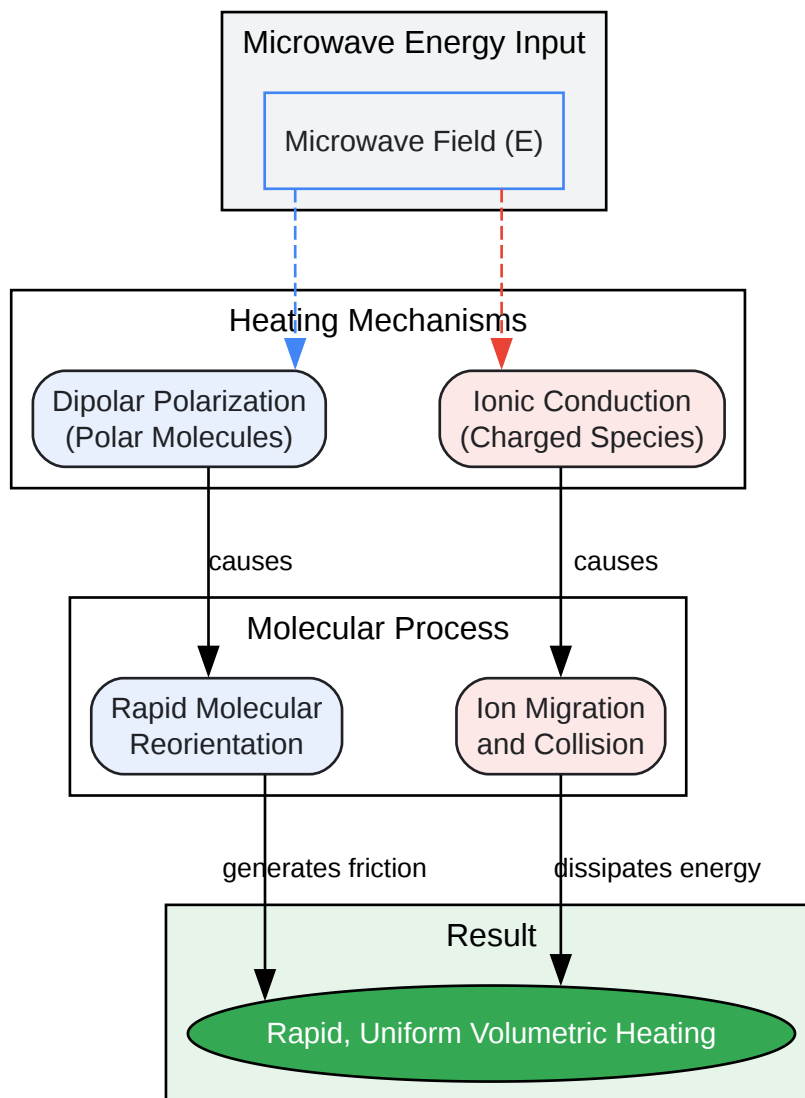 Microwave Energy Input
Microwave Field (E)
Heating Mechanisms
Dipolar Polarization
(Polar Molecules)
Ionic Conduction
(Charged Species)
causes
causes
Molecular Process
Rapid Molecular
Reorientation
Ion Migration
and Collision
generates friction
dissipates energy
Result
Rapid, Uniform Volumetric Heating